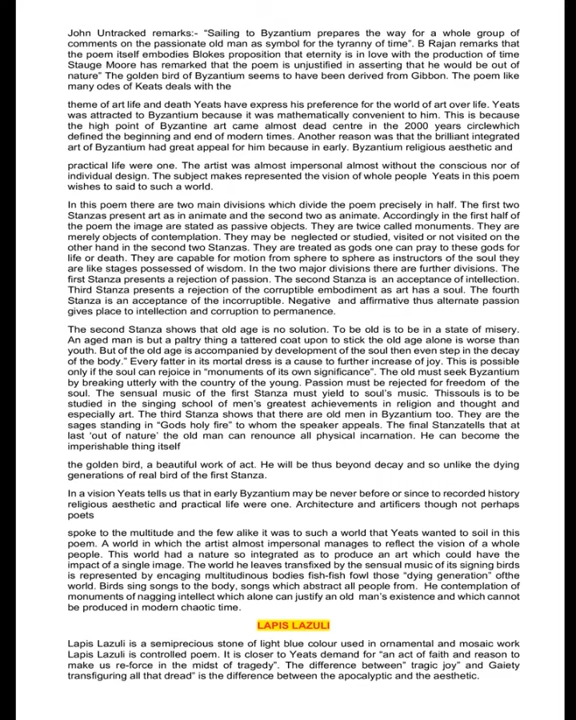 John Untracked remarks:- “Sailing to Byzantium prepares the way for a whole group of
comments on the passionate old man as symbol for the tyranny of time”. B Rajan remarks that
the poem itself embodies Blokes proposition that eternity is in love with the production of time
Stauge Moore has remarked that the poem is unjustified in asserting that he would be out of
nature” The golden bird of Byzantium seems to have been derived from Gibbon. The poem like
many odes of Keats deals with the
theme of art life and death Yeats have express his preference for the world of art over life. Yeats
was attracted to Byzantium because it was mathematically convenient to him. This is because
the high point of Byzantine art came almost dead centre in the 2000 years circlewhich
defined the beginning and end of modern times. Another reason was that the brilliant integrated
art of Byzantium had great appeal for him because in early. Byzantium religious aesthetic and
practical life were one. The artist was almost impersonal almost without the conscious nor of
individual design. The subject makes represented the vision of whole people  Yeats in this poem
wishes to said to such a world.
In this poem there are two main divisions which divide the poem precisely in half. The first two
Stanzas present art as in animate and the second two as animate. Accordingly in the first half of
the poem the image are stated as passive objects. They are twice called monuments. They are
merely objects of contemplation. They may be  neglected or studied, visited or not visited on the
other hand in the second two Stanzas. They are treated as gods one can pray to these gods for
life or death. They are capable for motion from sphere to sphere as instructors of the soul they
are like stages possessed of wisdom. In the two major divisions there are further divisions. The
first Stanza presents a rejection of passion. The second Stanza is  an acceptance of intellection.
Third Stanza presents a rejection of the corruptible embodiment as art has a soul. The fourth
Stanza is an acceptance of the incorruptible. Negative  and affirmative thus alternate passion
gives place to intellection and corruption to permanence.
The second Stanza shows that old age is no solution. To be old is to be in a state of misery.
An aged man is but a paltry thing a tattered coat upon to stick the old age alone is worse than
youth. But of the old age is accompanied by development of the soul then even step in the decay
of the body.” Every fatter in its mortal dress is a cause to further increase of joy. This is possible
only if the soul can rejoice in “monuments of its own significance”. The old must seek Byzantium
by breaking utterly with the country of the young. Passion must be rejected for freedom of the
soul. The sensual music of the first Stanza must yield to soul’s music. Thissouls is to be
studied in the singing school of men’s greatest achievements in religion and thought and
especially art. The third Stanza shows that there are old men in Byzantium too. They are the
sages standing in “Gods holy fire” to whom the speaker appeals. The final Stanzatells that at
last ‘out of nature’ the old man can renounce all physical incarnation. He can become the
imperishable thing itself
the golden bird, a beautiful work of act. He will be thus beyond decay and so unlike the dying
generations of real bird of the first Stanza.
In a vision Yeats tells us that in early Byzantium may be never before or since to recorded history
religious aesthetic and practical life were one. Architecture and artificers though not perhaps
poets
spoke to the multitude and the few alike it was to such a world that Yeats wanted to soil in this
poem. A world in which the artist almost impersonal manages to reflect the vision of a whole
people. This world had a nature so integrated as to produce an art which could have the
impact of a single image. The world he leaves transfixed by the sensual music of its signing birds
is represented by encaging multitudinous bodies fish-fish fowl those “dying generation” ofthe
world. Birds sing songs to the body, songs which abstract all people from.  He contemplation of
monuments of nagging intellect which alone can justify an old  man’s existence and which cannot
be produced in modern chaotic time.
LAPIS LAZULI
Lapis Lazuli is a semiprecious stone of light blue colour used in ornamental and mosaic work
Lapis Lazuli is controlled poem. It is closer to Yeats demand for “an act of faith and reason to
make us re-force in the midst of tragedy”. The difference between” tragic joy” and Gaiety
transfiguring all that dread” is the difference between the apocalyptic and the aesthetic.